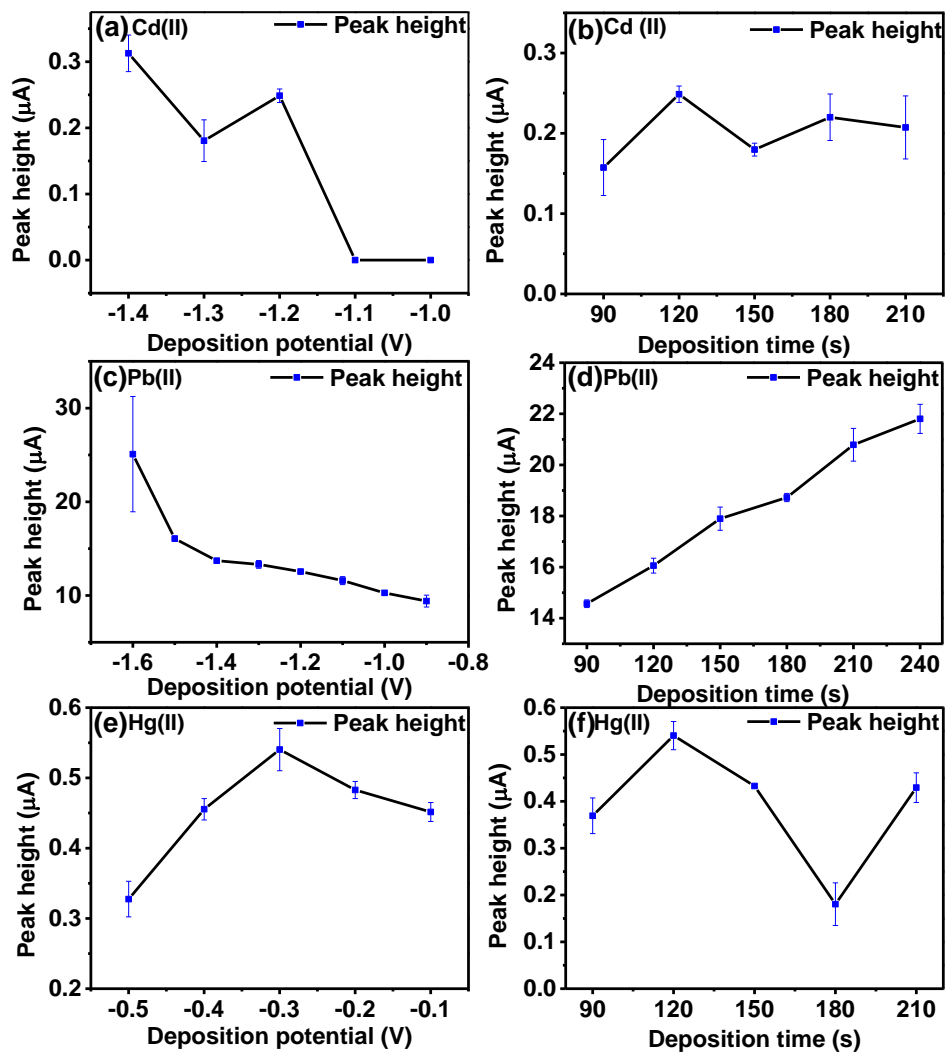 (a) Cd(II) Peak height
0.3
0.2
0.1
0.0
Peak height (μA)
-1.4 -1.3 -1.2 -1.1 -1.0
Deposition potential (V)
(b) Cd (II) Peak height
0.3
0.2
0.1
0.0
Peak height (μA)
90 120 150 180 210
Deposition time (s)
(c) Pb(II) Peak height
30
20
10
Peak height (μA)
-1.6 -1.4 -1.2 -1.0 -0.8
Deposition potential (V)
(d) Pb(II) Peak height
24
22
20
18
16
14
Peak height (μA)
90 120 150 180 210 240
Deposition time (s)
(e) Hg(II) Peak height
0.6
0.5
0.4
0.3
0.2
Peak height (μA)
-0.5 -0.4 -0.3 -0.2 -0.1
Deposition potential (V)
(f) Hg(II) Peak height
0.6
0.5
0.4
0.3
0.2
0.1
0.0
Peak height (μA)
90 120 150 180 210
Deposition time (s)